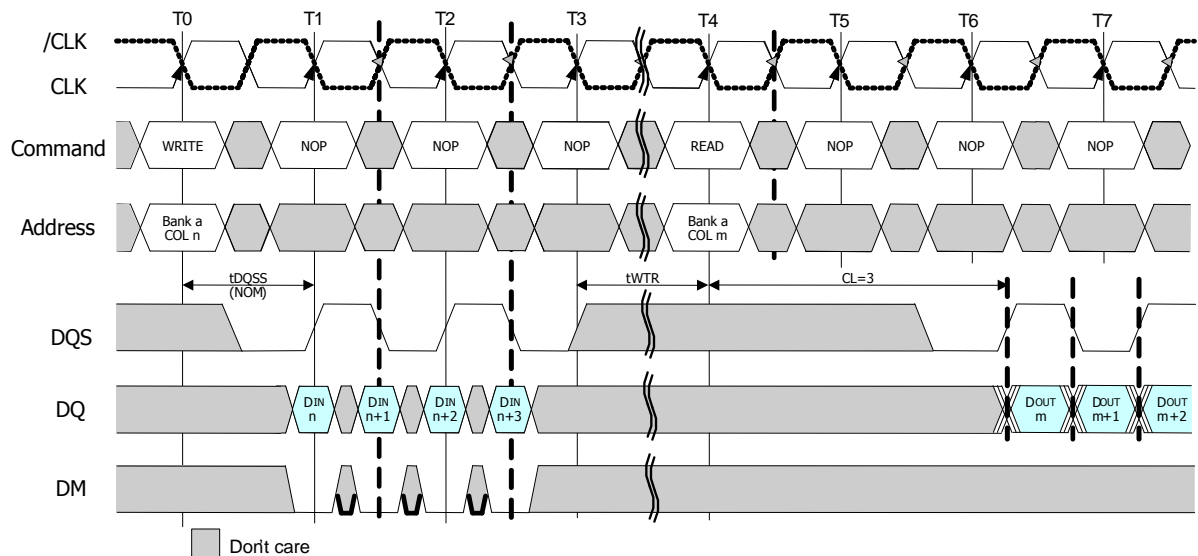 T0 T1 T2 T3 T4 T5 T6 T7
/CLK
CLK
Command WRITE NOP NOP NOP READ NOP NOP NOP
Address Bank a COL n Bank a COL m
tDQSS (NOM) tWTR CL=3
DQS
DQ DIN n DIN n+1 DIN n+2 DIN n+3 DOUT m DOUT m+1 DOUT m+2
DM
Don't care